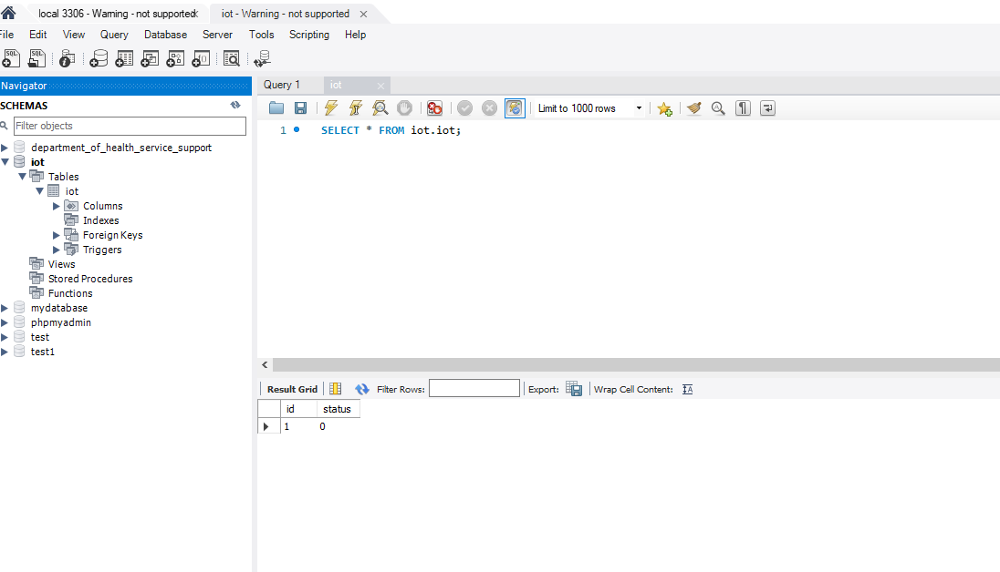 local 3306 - Warning - not supported
iot - Warning - not supported
File Edit View Query Database Server Tools Scripting Help
Navigator
SCHEMAS
Filter objects
department_of_health_service_support
iot
Tables
iot
Columns
Indexes
Foreign Keys
Triggers
Views
Stored Procedures
Functions
mydatabase
phpmyadmin
test
test1
Query 1 iot
Limit to 1000 rows
1 SELECT * FROM iot.iot;
Result Grid Filter Rows: Export: Wrap Cell Content:
id status
1 0